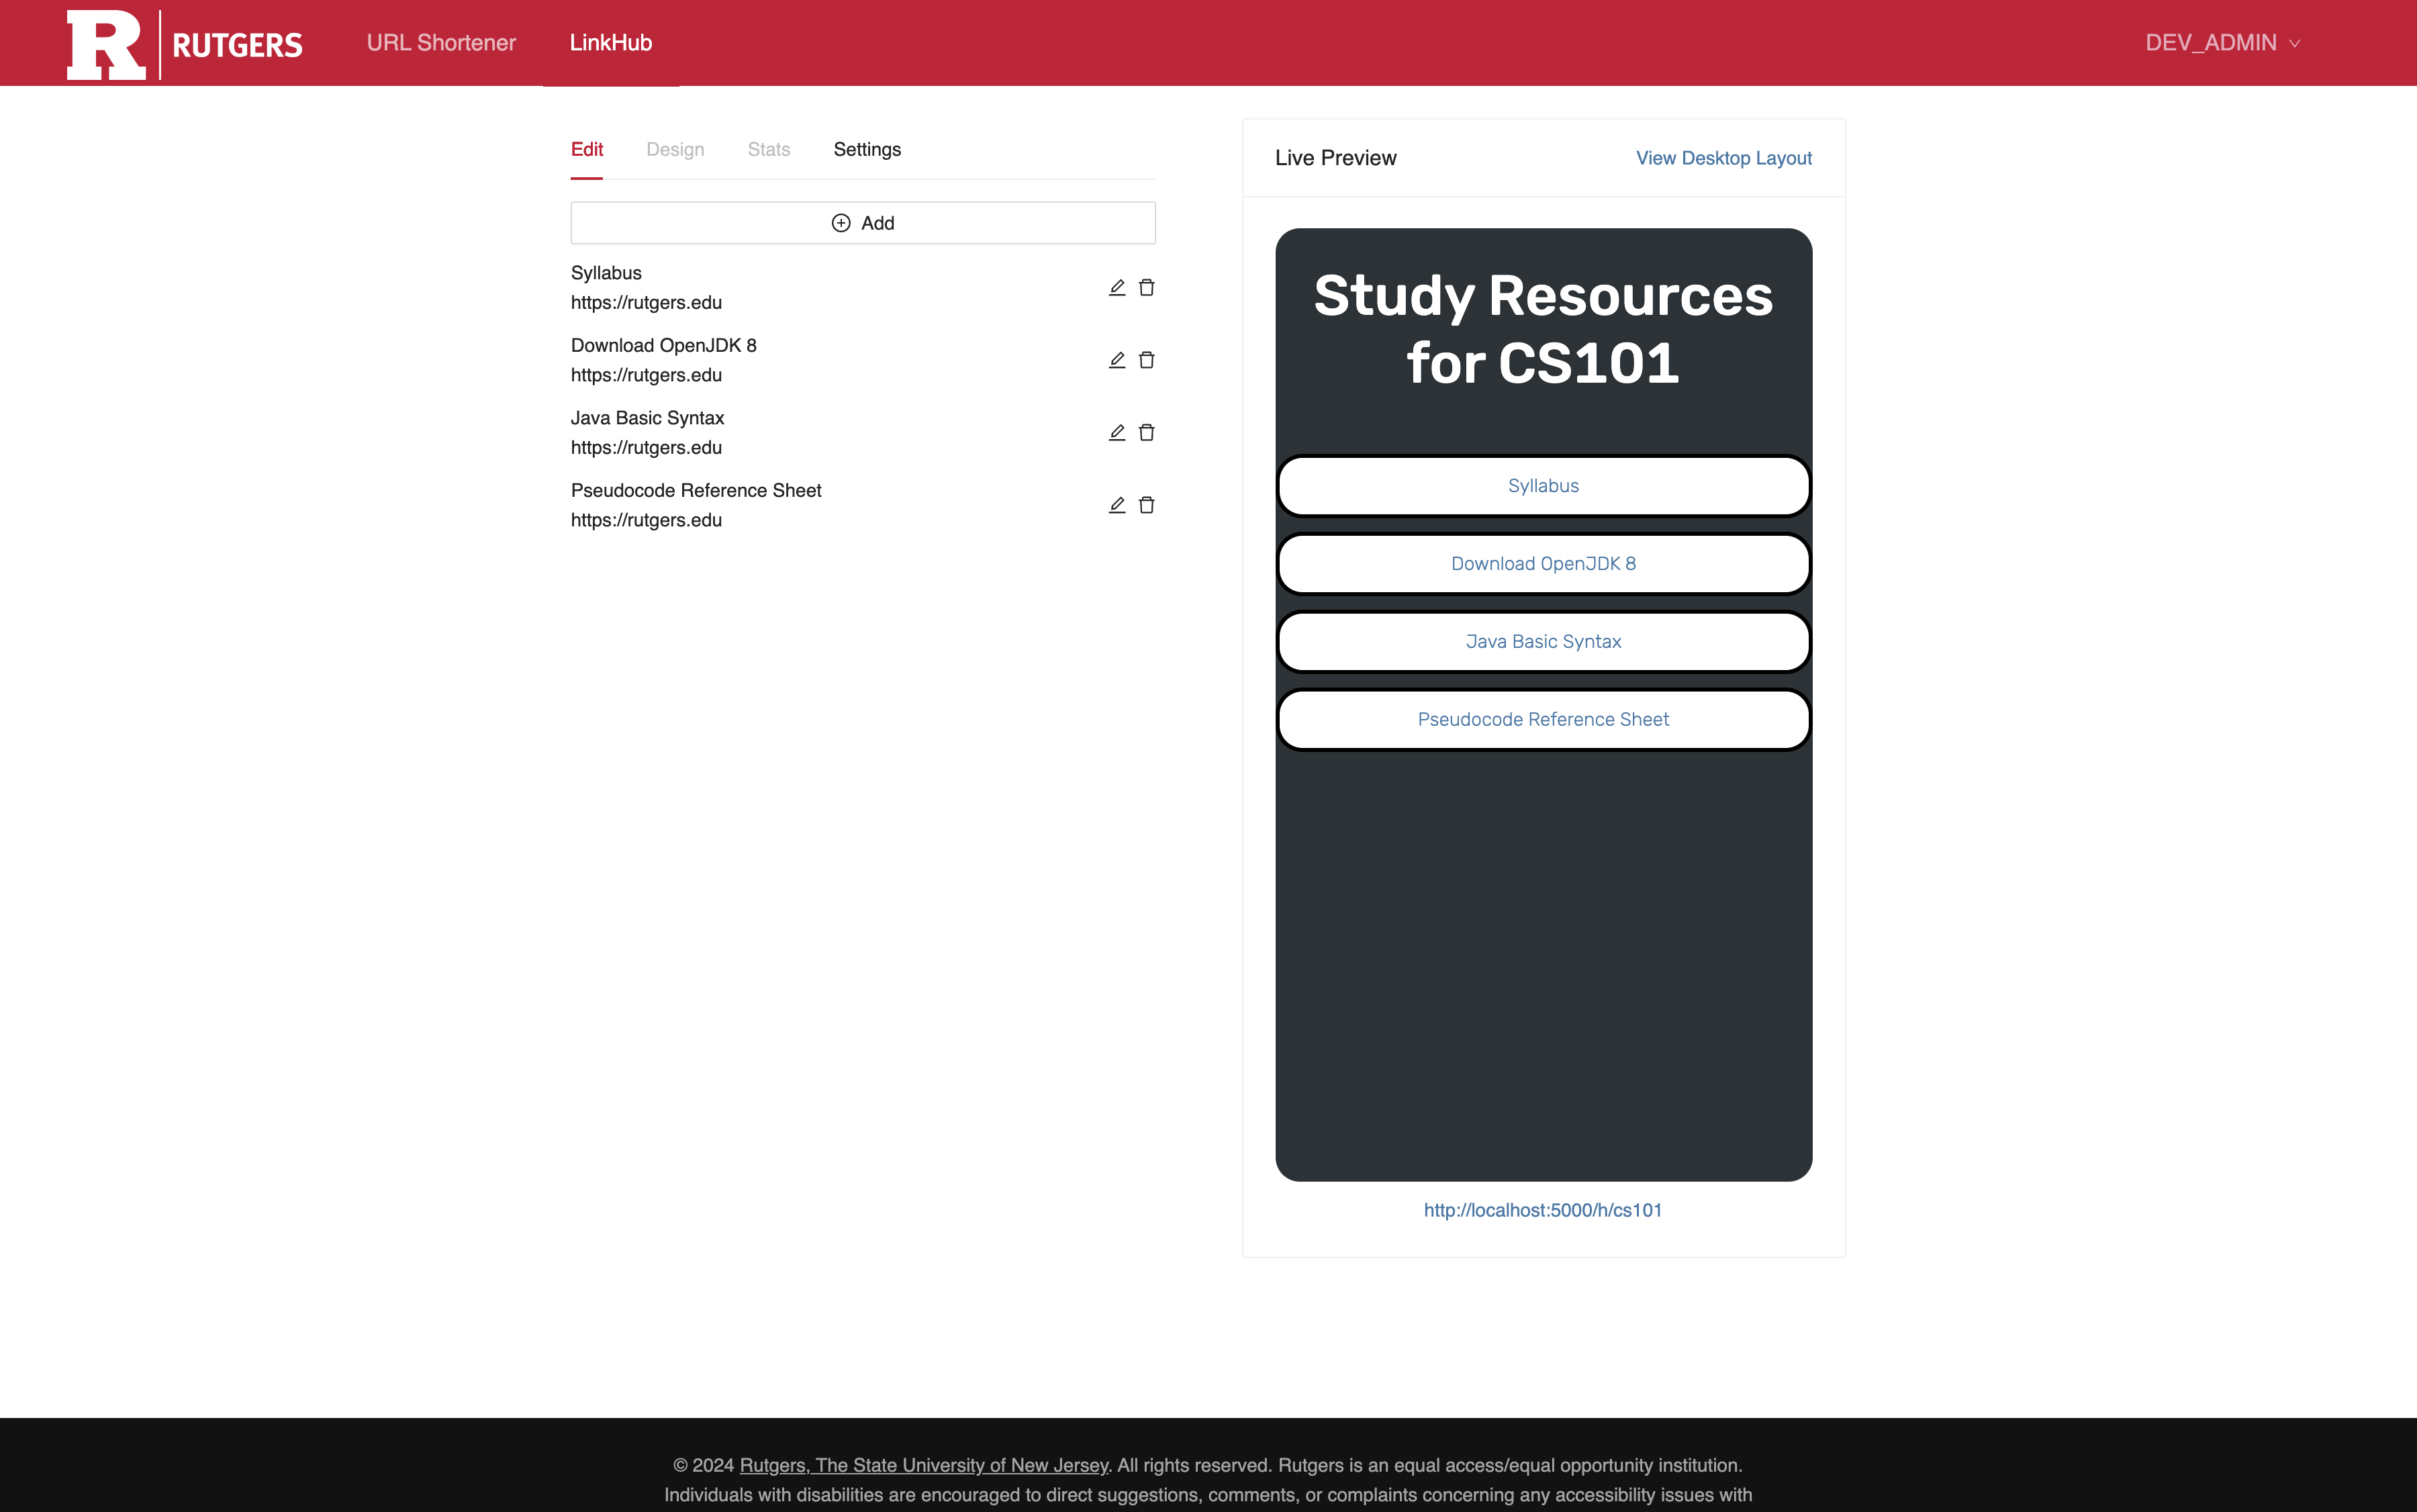 R RUTGERS URL Shortener LinkHub DEV_ADMIN
Edit Design Stats Settings
Add
Syllabus
https://rutgers.edu
Download OpenJDK 8
https://rutgers.edu
Java Basic Syntax
https://rutgers.edu
Pseudocode Reference Sheet
https://rutgers.edu
Live Preview View Desktop Layout
Study Resources
for CS101
Syllabus
Download OpenJDK 8
Java Basic Syntax
Pseudocode Reference Sheet
http://localhost:5000/h/cs101
© 2024 Rutgers, The State University of New Jersey. All rights reserved. Rutgers is an equal access/equal opportunity institution.
Individuals with disabilities are encouraged to direct suggestions, comments, or complaints concerning any accessibility issues with